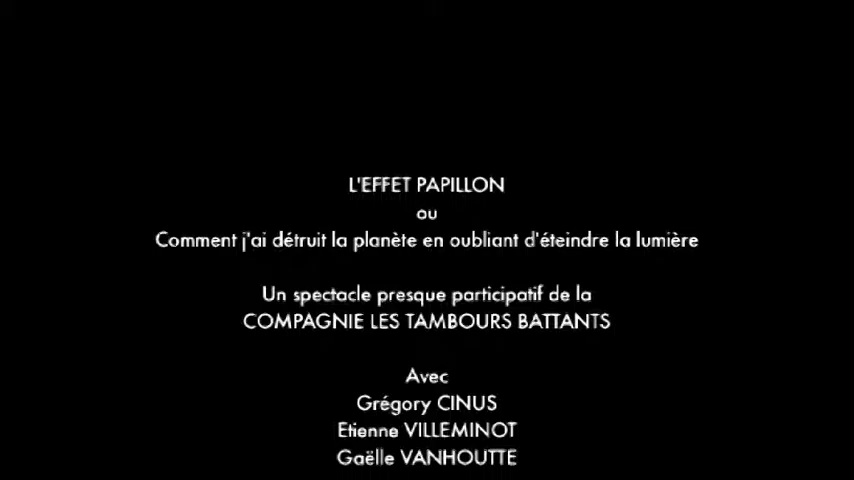 L'EFFET PAPILLON
ou
Comment j'ai détruit la planète en oubliant d'éteindre la lumière
Un spectacle presque participatif de la
COMPAGNIE LES TAMBOURS BATTANTS
Avec
Grégory CINUS
Etienne VILLEMINOT
Gaëlle VANHOUTTE